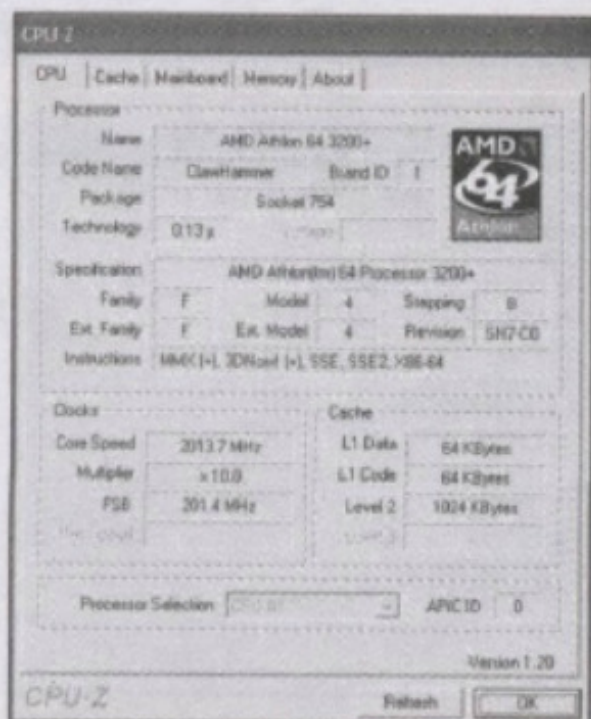 CPU-Z
CPU Cache Mainboard Memory About
Processor
Name AMD Athlon 64 3200+
Code Name ClawHammer Brand ID 1
Package Socket 754
Technology 0.13 µ
AMD
64
Athlon
Specification AMD Athlon(tm) 64 Processor 3200+
Family F Model 4 Stepping 8
Ext. Family F Ext. Model 4 Revision SH7-C0
Instructions MMX (+), 3DNow! (+), SSE, SSE2, X86-64
Clocks
Core Speed 2013.7 MHz
Multiplier x 10.0
FSB 201.4 MHz
Cache
L1 Data 64 KBytes
L1 Code 64 KBytes
Level 2 1024 KBytes
Processor Selection APIC ID 0
Version 1.20
CPU-Z Refresh OK